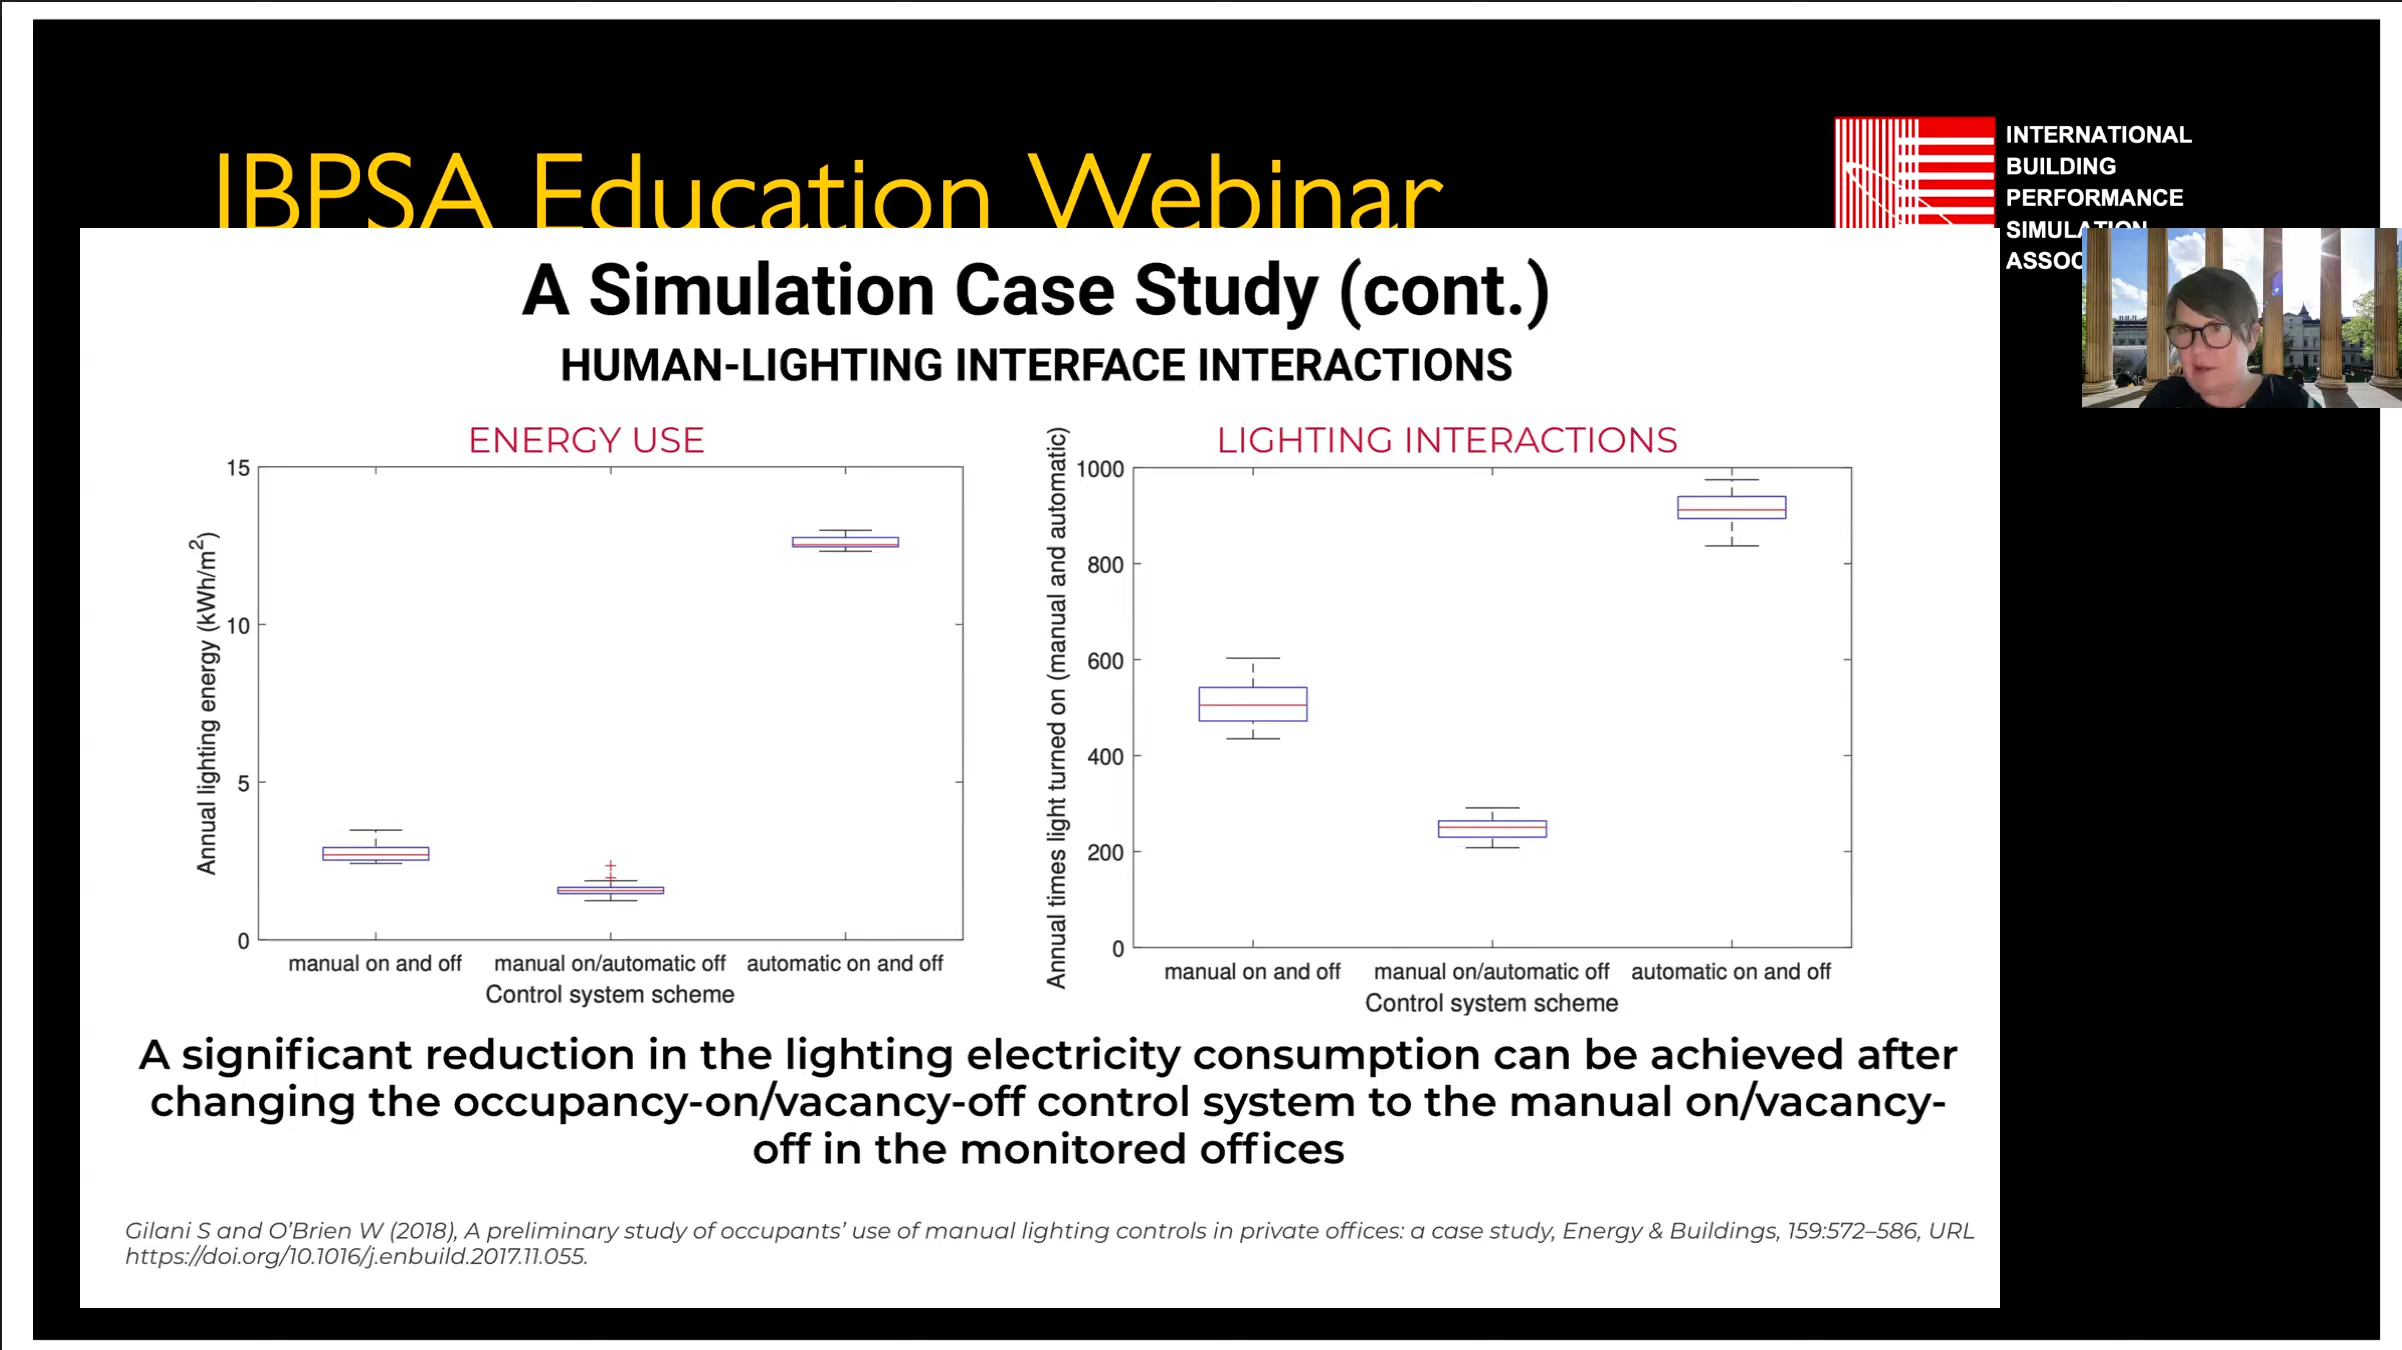 IBPSA Education Webinar
INTERNATIONAL
BUILDING
PERFORMANCE
SIMULATION
A Simulation Case Study (cont.)
HUMAN-LIGHTING INTERFACE INTERACTIONS
ENERGY USE
Annual lighting energy (kWh/m²)
15
10
5
0
manual on and off manual on/automatic off automatic on and off
Control system scheme
LIGHTING INTERACTIONS
Annual times light turned on (manual and automatic)
1000
800
600
400
200
0
manual on and off manual on/automatic off automatic on and off
Control system scheme
A significant reduction in the lighting electricity consumption can be achieved after
changing the occupancy-on/vacancy-off control system to the manual on/vacancy-
off in the monitored offices
Gilani S and O’Brien W (2018), A preliminary study of occupants’ use of manual lighting controls in private offices: a case study, Energy & Buildings, 159:572–586, URL
https://doi.org/10.1016/j.enbuild.2017.11.055.